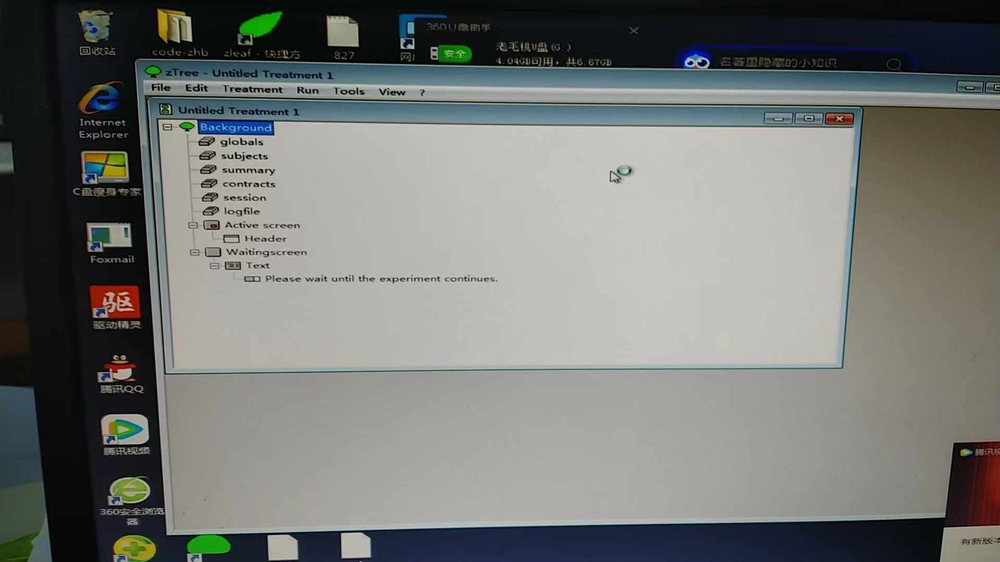 回收站
code-zhb
zleaf - 快捷方
827
网
360 U盘助手
安全
老毛桃U盘 (G:)
4.04GB可用，共6.67GB
名著里隐藏的小知识
zTree - Untitled Treatment 1
File Edit Treatment Run Tools View ?
Untitled Treatment 1
Background
globals
subjects
summary
contracts
session
logfile
Active screen
Header
Waitingscreen
Text
Please wait until the experiment continues.
Internet
Explorer
C盘瘦身专家
Foxmail
驱
驱动精灵
腾讯QQ
腾讯视频
360安全浏览
器
腾讯视
有新版本